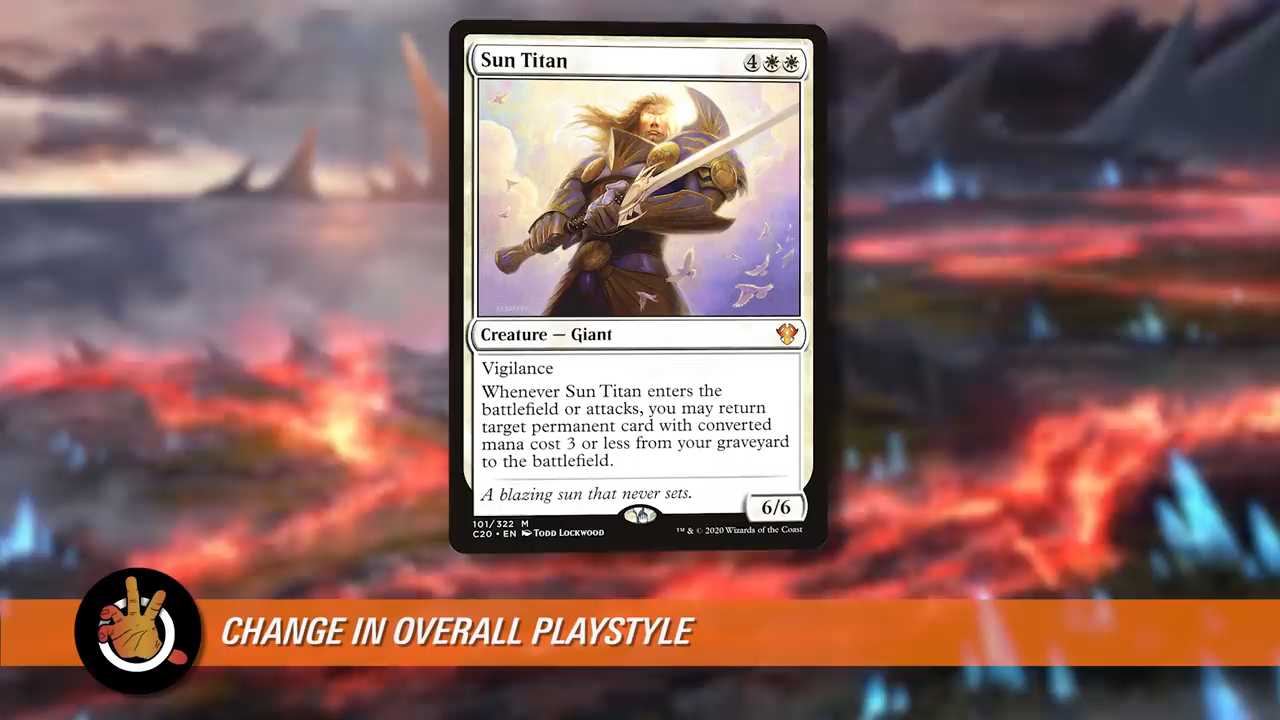 Sun Titan 4
Creature — Giant
Vigilance
Whenever Sun Titan enters the
battlefield or attacks, you may return
target permanent card with converted
mana cost 3 or less from your graveyard
to the battlefield.
A blazing sun that never sets.
6/6
101/322 M
C20 • EN Todd Lockwood
™ & © 2020 Wizards of the Coast
CHANGE IN OVERALL PLAYSTYLE